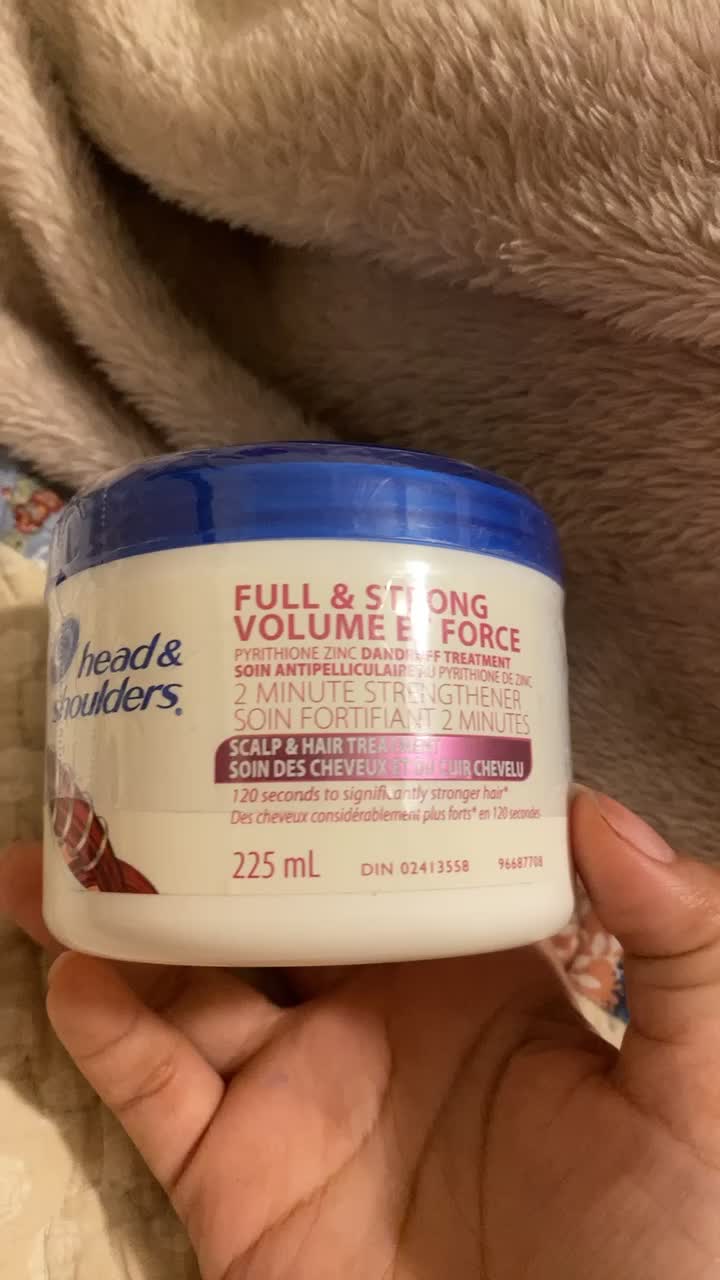 head &
shoulders®
FULL & STRONG
VOLUME ET FORCE
PYRITHIONE ZINC DANDRUFF TREATMENT
SOIN ANTIPELLICULAIRE AU PYRITHIONE DE ZINC
2 MINUTE STRENGTHENER
SOIN FORTIFIANT 2 MINUTES
SCALP & HAIR TREATMENT
SOIN DES CHEVEUX ET DU CUIR CHEVELU
120 seconds to significantly stronger hair*
Des cheveux considérablement plus forts* en 120 secondes
225 mL DIN 02413558 96687708